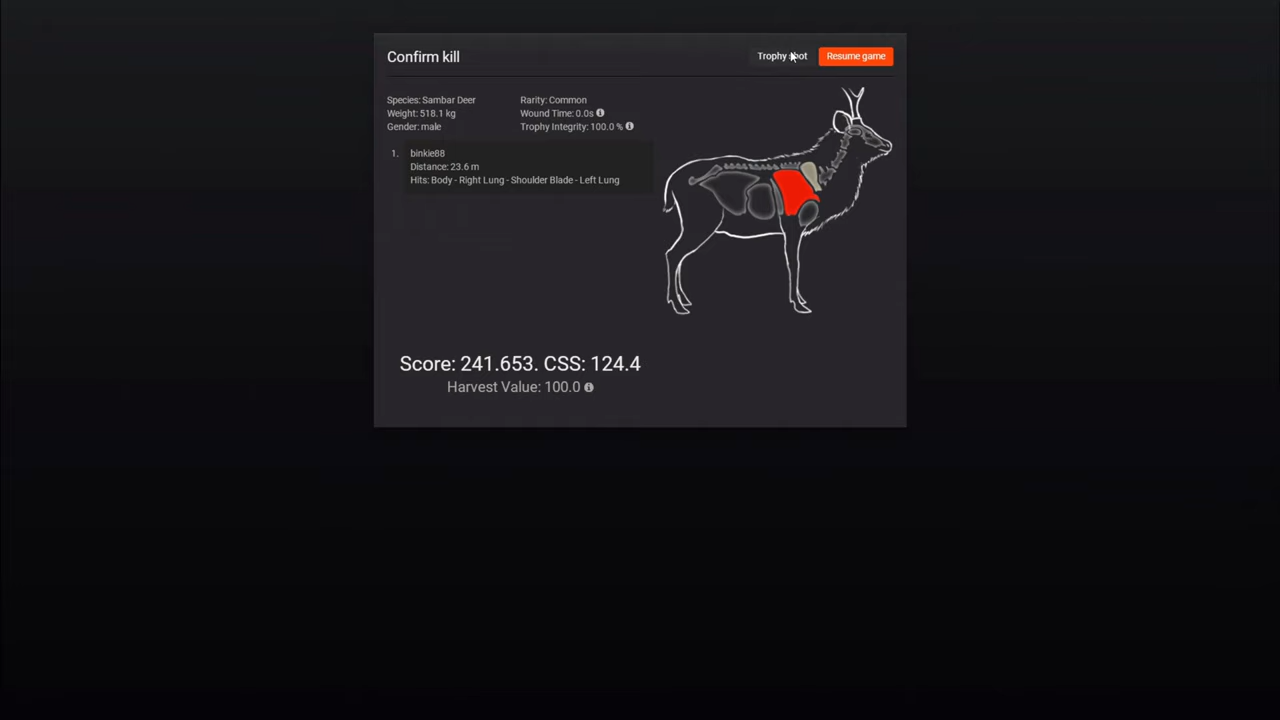 Confirm kill
Trophy shot
Resume game
Species: Sambar Deer
Rarity: Common
Weight: 518.1 kg
Wound Time: 0.0s
Gender: male
Trophy Integrity: 100.0 %
1. binkie88
Distance: 23.6 m
Hits: Body - Right Lung - Shoulder Blade - Left Lung
Score: 241.653. CSS: 124.4
Harvest Value: 100.0